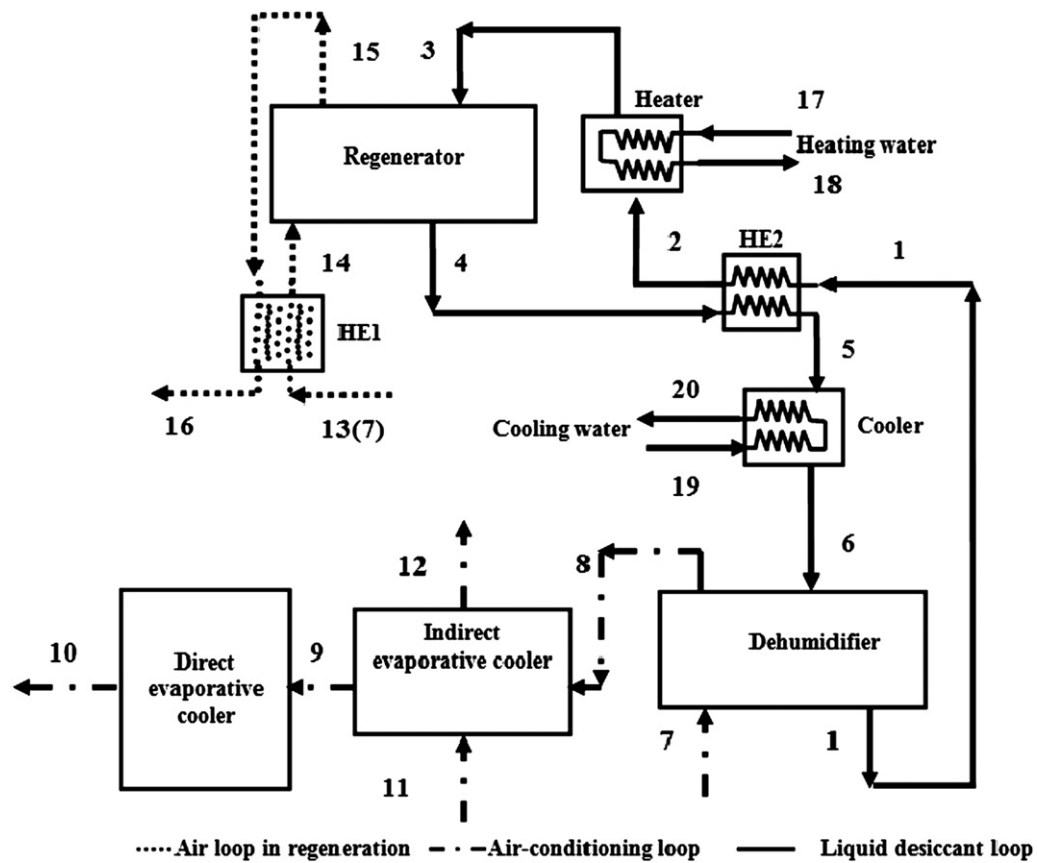 15
3
Heater
17
Regenerator
Heating water
18
2
HE2
1
14
4
HE1
5
16
13(7)
20
Cooling water
Cooler
19
6
12
8
Indirect
evaporative cooler
Dehumidifier
10
Direct
evaporative
cooler
9
7
1
11
Air loop in regeneration
Air-conditioning loop
Liquid desiccant loop